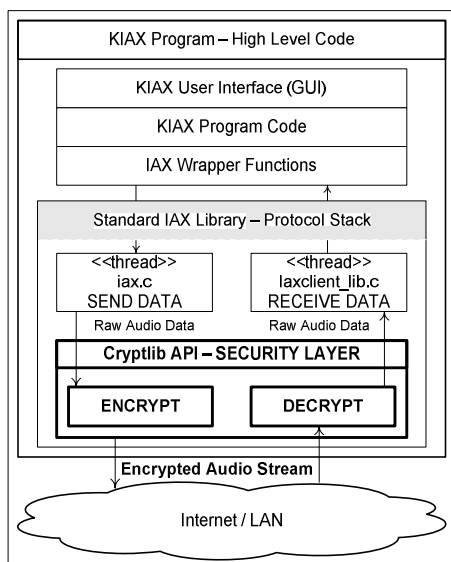 KIAX Program – High Level Code
KIAX User Interface (GUI)
KIAX Program Code
IAX Wrapper Functions
Standard IAX Library – Protocol Stack
<<thread>>
iax.c
SEND DATA
<<thread>>
Iaxclient_lib.c
RECEIVE DATA
Raw Audio Data
Raw Audio Data
Cryptlib API – SECURITY LAYER
ENCRYPT
DECRYPT
Encrypted Audio Stream
Internet / LAN